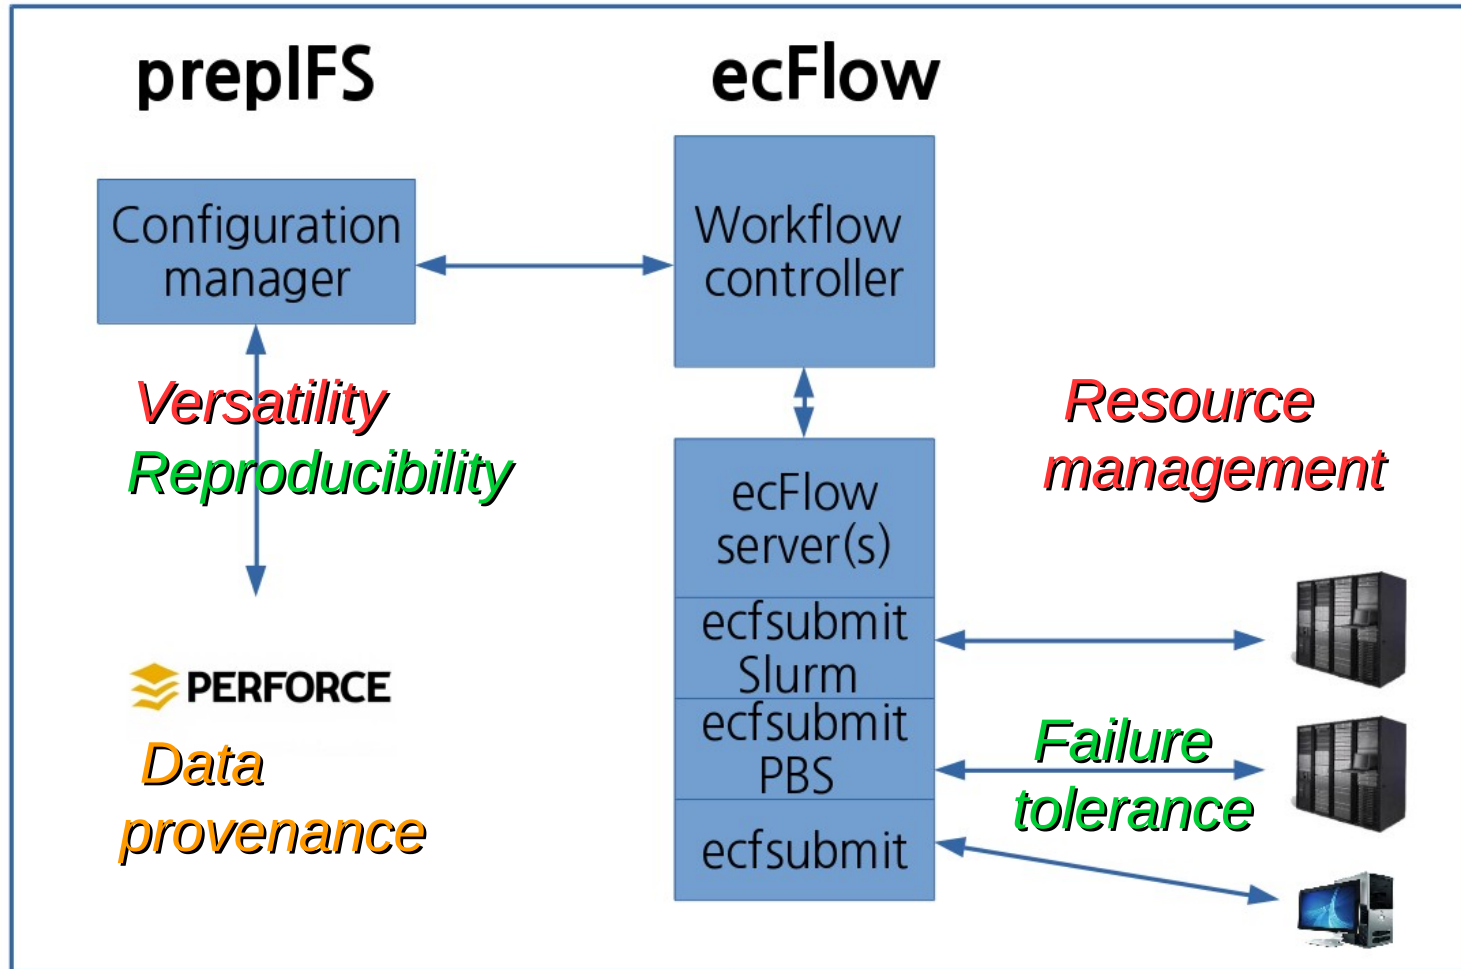 prepIFS
ecFlow
Configuration
manager
Workflow
controller
Versatility
Reproducibility
Resource
management
ecFlow
server(s)
ecfsubmit
Slurm
ecfsubmit
PBS
ecfsubmit
PERFORCE
Data
provenance
Failure
tolerance